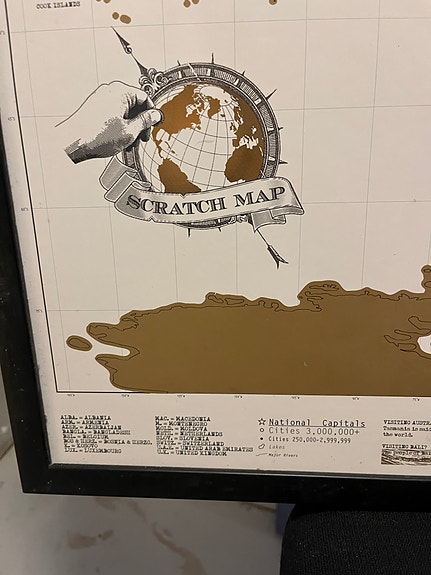 COOK ISLANDS
SCRATCH MAP
ALBA. = ALBANIA
ARM. = ARMENIA
AZER. = AZERBAIJAN
BANGLA. = BANGLADESH
BEL. = BELGIUM
BOS & HERZ. = BOSNIA & HERZG.
K. = KOSOVO
LUX. = LUXEMBOURG
MAC. = MACEDONIA
M. = MONTENEGRO
MOLD. = MOLDOVA
NETH. = NETHERLANDS
SLOV. = SLOVENIA
SWITZ. = SWITZERLAND
U.A.E. = UNITED ARAB EMIRATES
U.K. = UNITED KINGDOM
National Capitals
Cities 3,000,000+
Cities 250,000-2,999,999
Lakes
Major Rivers
VISITING AUSTR
Tasmania is said
the world.
VISITING BALI?